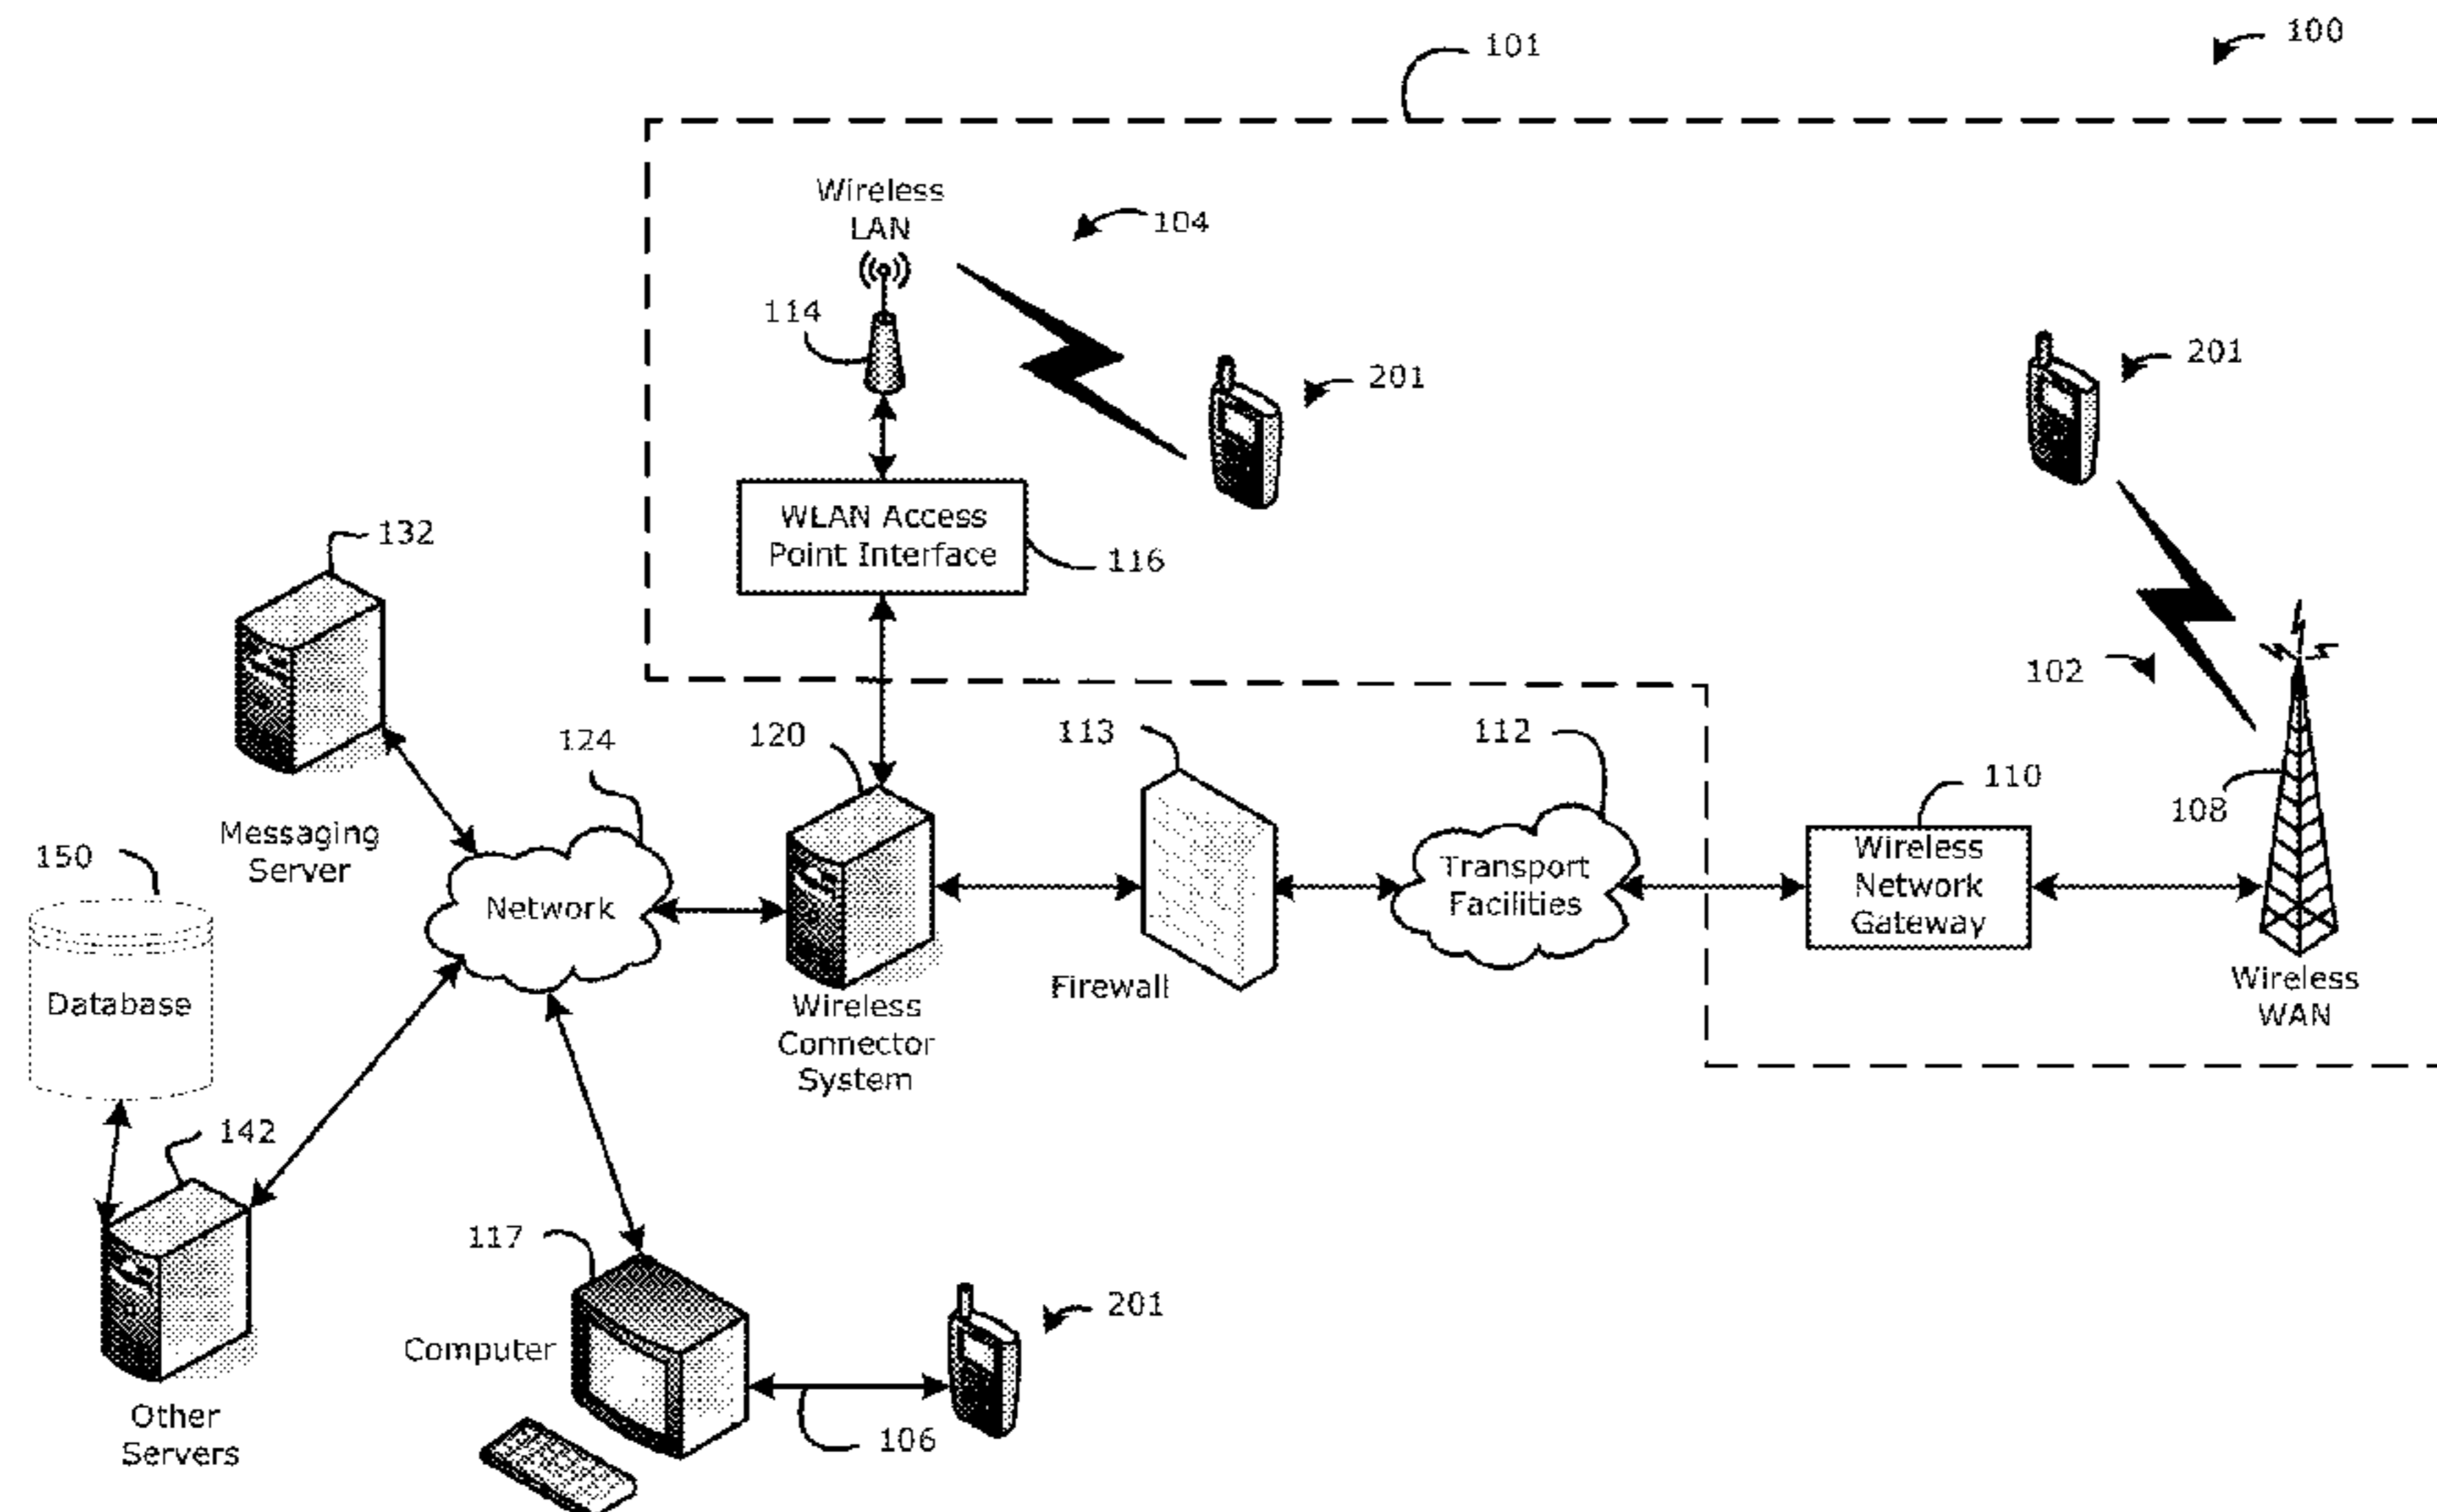 100
101
Wireless
LAN
104
114
201
201
WLAN Access
Point Interface
116
132
102
124
120
113
112
110
108
Messaging
Server
150
Network
Transport
Facilities
Wireless
Network
Gateway
Database
Firewall
Wireless
WAN
Wireless
Connector
System
142
117
201
Computer
106
Other
Servers